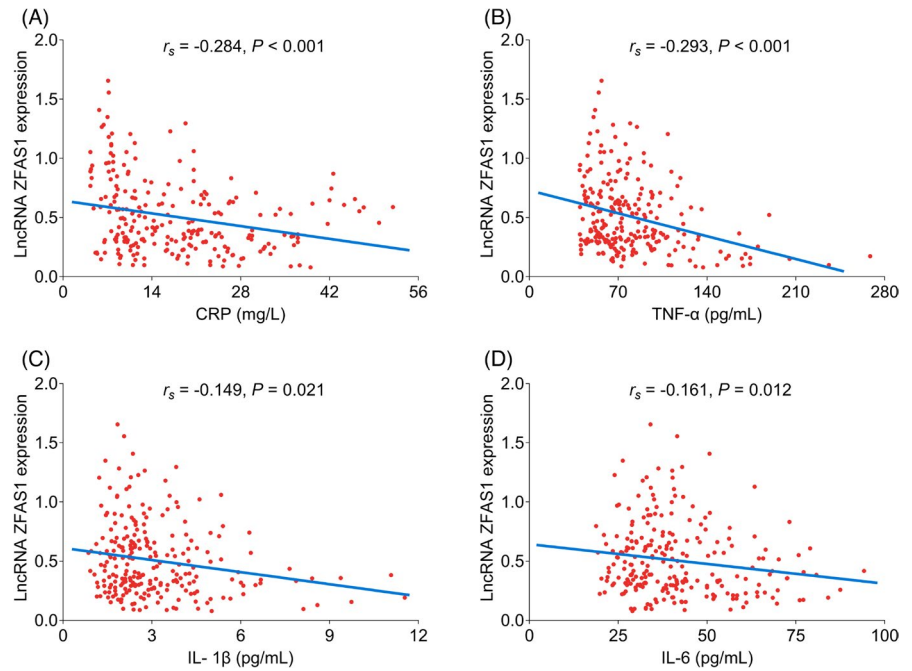 (A)
rs = -0.284, P < 0.001
LncRNA ZFAS1 expression
2.0
1.5
1.0
0.5
0.0
0 14 28 42 56
CRP (mg/L)
(B)
rs = -0.293, P < 0.001
LncRNA ZFAS1 expression
2.0
1.5
1.0
0.5
0.0
0 70 140 210 280
TNF-α (pg/mL)
(C)
rs = -0.149, P = 0.021
LncRNA ZFAS1 expression
2.0
1.5
1.0
0.5
0.0
0 3 6 9 12
IL- 1β (pg/mL)
(D)
rs = -0.161, P = 0.012
LncRNA ZFAS1 expression
2.0
1.5
1.0
0.5
0.0
0 25 50 75 100
IL-6 (pg/mL)